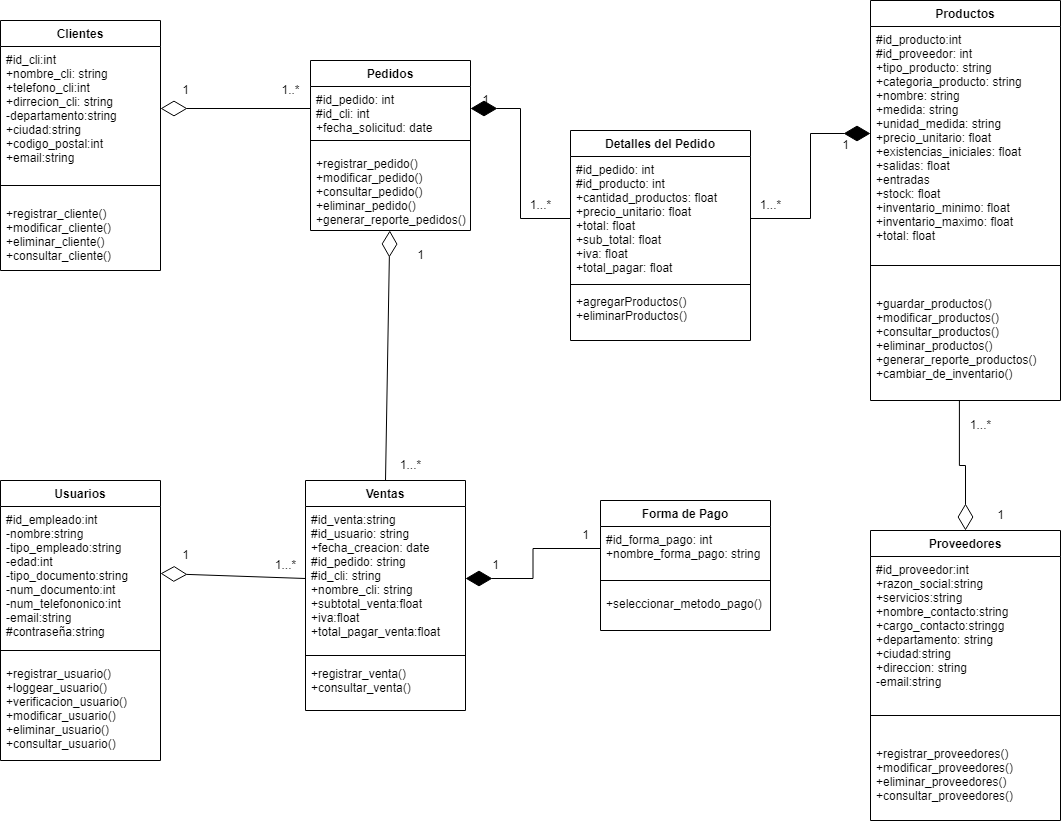 Clientes
#id_cli:int
+nombre_cli: string
+telefono_cli:int
+dirrecion_cli: string
-departamento:string
+ciudad:string
+codigo_postal:int
+email:string
+registrar_cliente()
+modificar_cliente()
+eliminar_cliente()
+consultar_cliente()
1
1..*
Pedidos
#id_pedido: int
#id_cli: int
+fecha_solicitud: date
+registrar_pedido()
+modificar_pedido()
+consultar_pedido()
+eliminar_pedido()
+generar_reporte_pedidos()
1
1...*
1
1...*
Detalles del Pedido
#id_pedido: int
#id_producto: int
+cantidad_productos: float
+precio_unitario: float
+total: float
+sub_total: float
+iva: float
+total_pagar: float
+agregarProductos()
+eliminarProductos()
1...*
1
Productos
#id_producto:int
#id_proveedor: int
+tipo_producto: string
+categoria_producto: string
+nombre: string
+medida: string
+unidad_medida: string
+precio_unitario: float
+existencias_iniciales: float
+salidas: float
+entradas
+stock: float
+inventario_minimo: float
+inventario_maximo: float
+total: float
+guardar_productos()
+modificar_productos()
+consultar_productos()
+eliminar_productos()
+generar_reporte_productos()
+cambiar_de_inventario()
1...*
1
Usuarios
#id_empleado:int
-nombre:string
-tipo_empleado:string
-edad:int
-tipo_documento:string
-num_documento:int
-num_telefononico:int
-email:string
#contraseña:string
+registrar_usuario()
+loggear_usuario()
+verificacion_usuario()
+modificar_usuario()
+eliminar_usuario()
+consultar_usuario()
1
1...*
Ventas
#id_venta:string
#id_usuario: string
+fecha_creacion: date
#id_pedido: string
#id_cli: string
+nombre_cli: string
+subtotal_venta:float
+iva:float
+total_pagar_venta:float
+registrar_venta()
+consultar_venta()
1
1
Forma de Pago
#id_forma_pago: int
+nombre_forma_pago: string
+seleccionar_metodo_pago()
Proveedores
#id_proveedor:int
+razon_social:string
+servicios:string
+nombre_contacto:string
+cargo_contacto:stringg
+departamento: string
+ciudad:string
+direccion: string
-email:string
+registrar_proveedores()
+modificar_proveedores()
+eliminar_proveedores()
+consultar_proveedores()